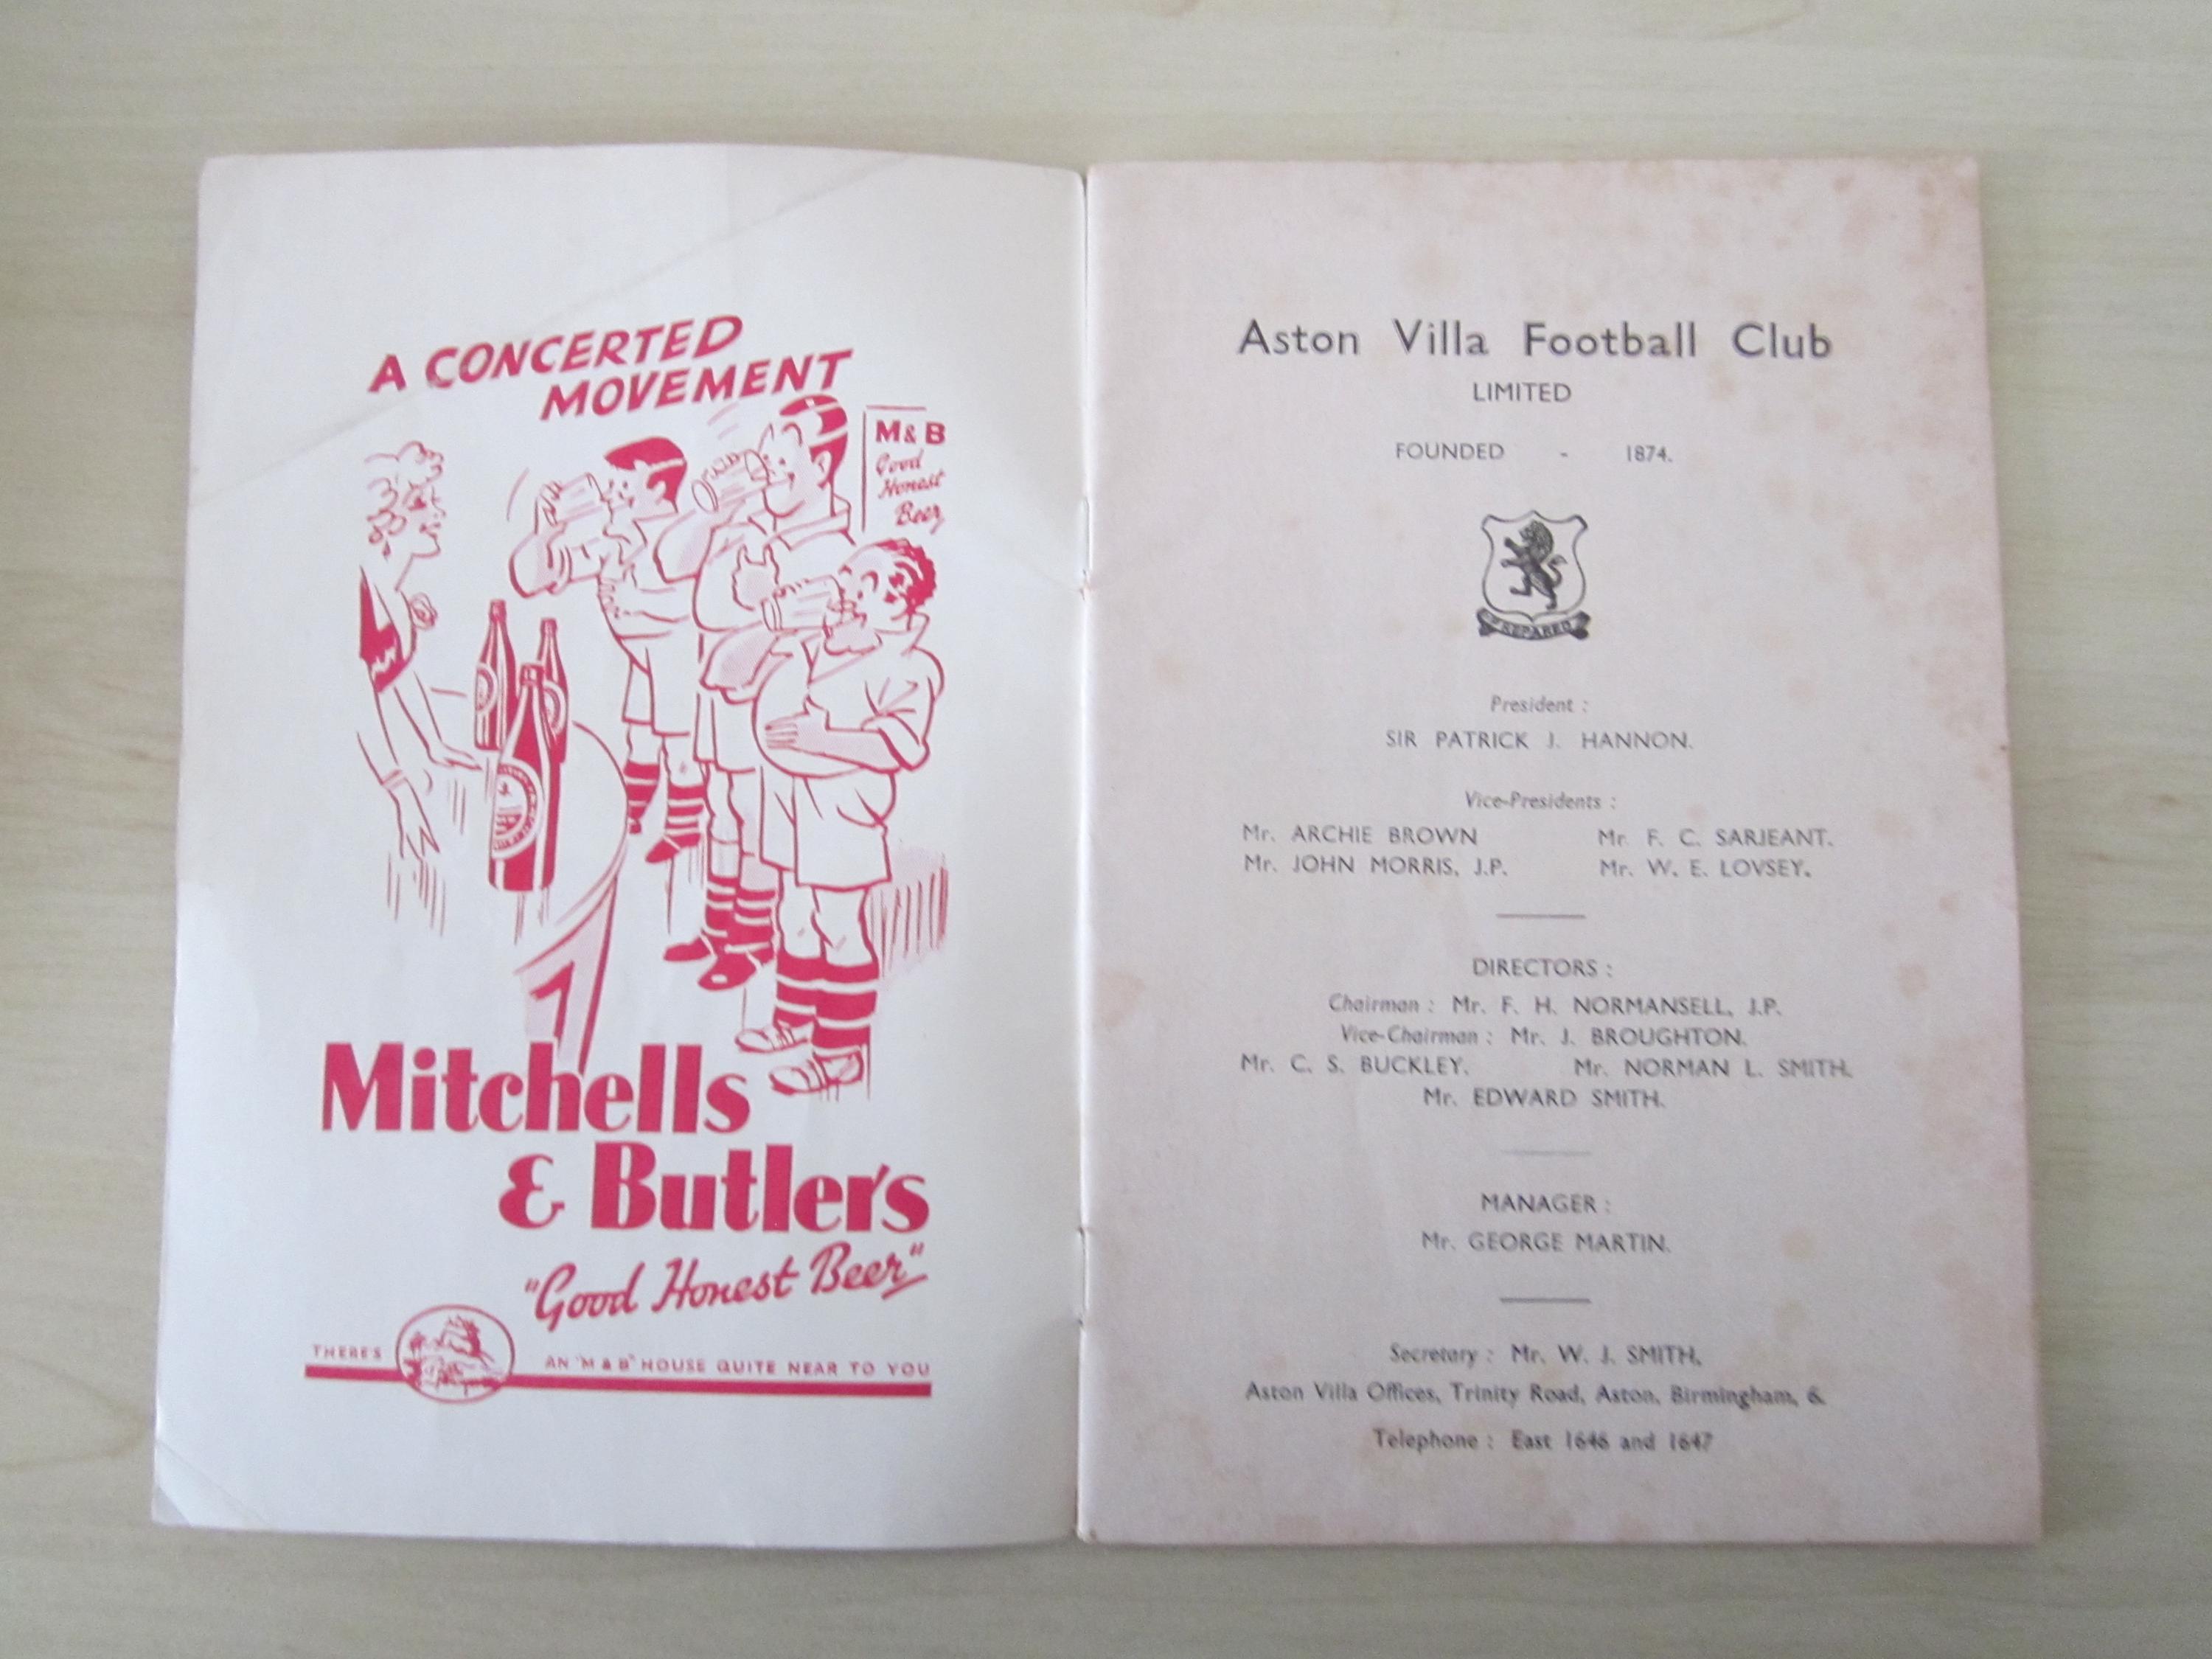 A CONCERTED
MOVEMENT
M & B
Good
Honest
Beer
Mitchells
& Butler's
"Good Honest Beer"
THERE'S AN "M & B" HOUSE QUITE NEAR TO YOU
Aston Villa Football Club
LIMITED
FOUNDED - 1874.
PREPARED
President :
SIR PATRICK J. HANNON.
Vice-Presidents :
Mr. ARCHIE BROWN Mr. F. C. SARJEANT.
Mr. JOHN MORRIS, J.P. Mr. W. E. LOVSEY.
DIRECTORS :
Chairman : Mr. F. H. NORMANSELL, J.P.
Vice-Chairman : Mr. J. BROUGHTON.
Mr. C. S. BUCKLEY. Mr. NORMAN L. SMITH.
Mr. EDWARD SMITH.
MANAGER :
Mr. GEORGE MARTIN.
Secretary : Mr. W. J. SMITH,
Aston Villa Offices, Trinity Road, Aston, Birmingham, 6.
Telephone : East 1646 and 1647